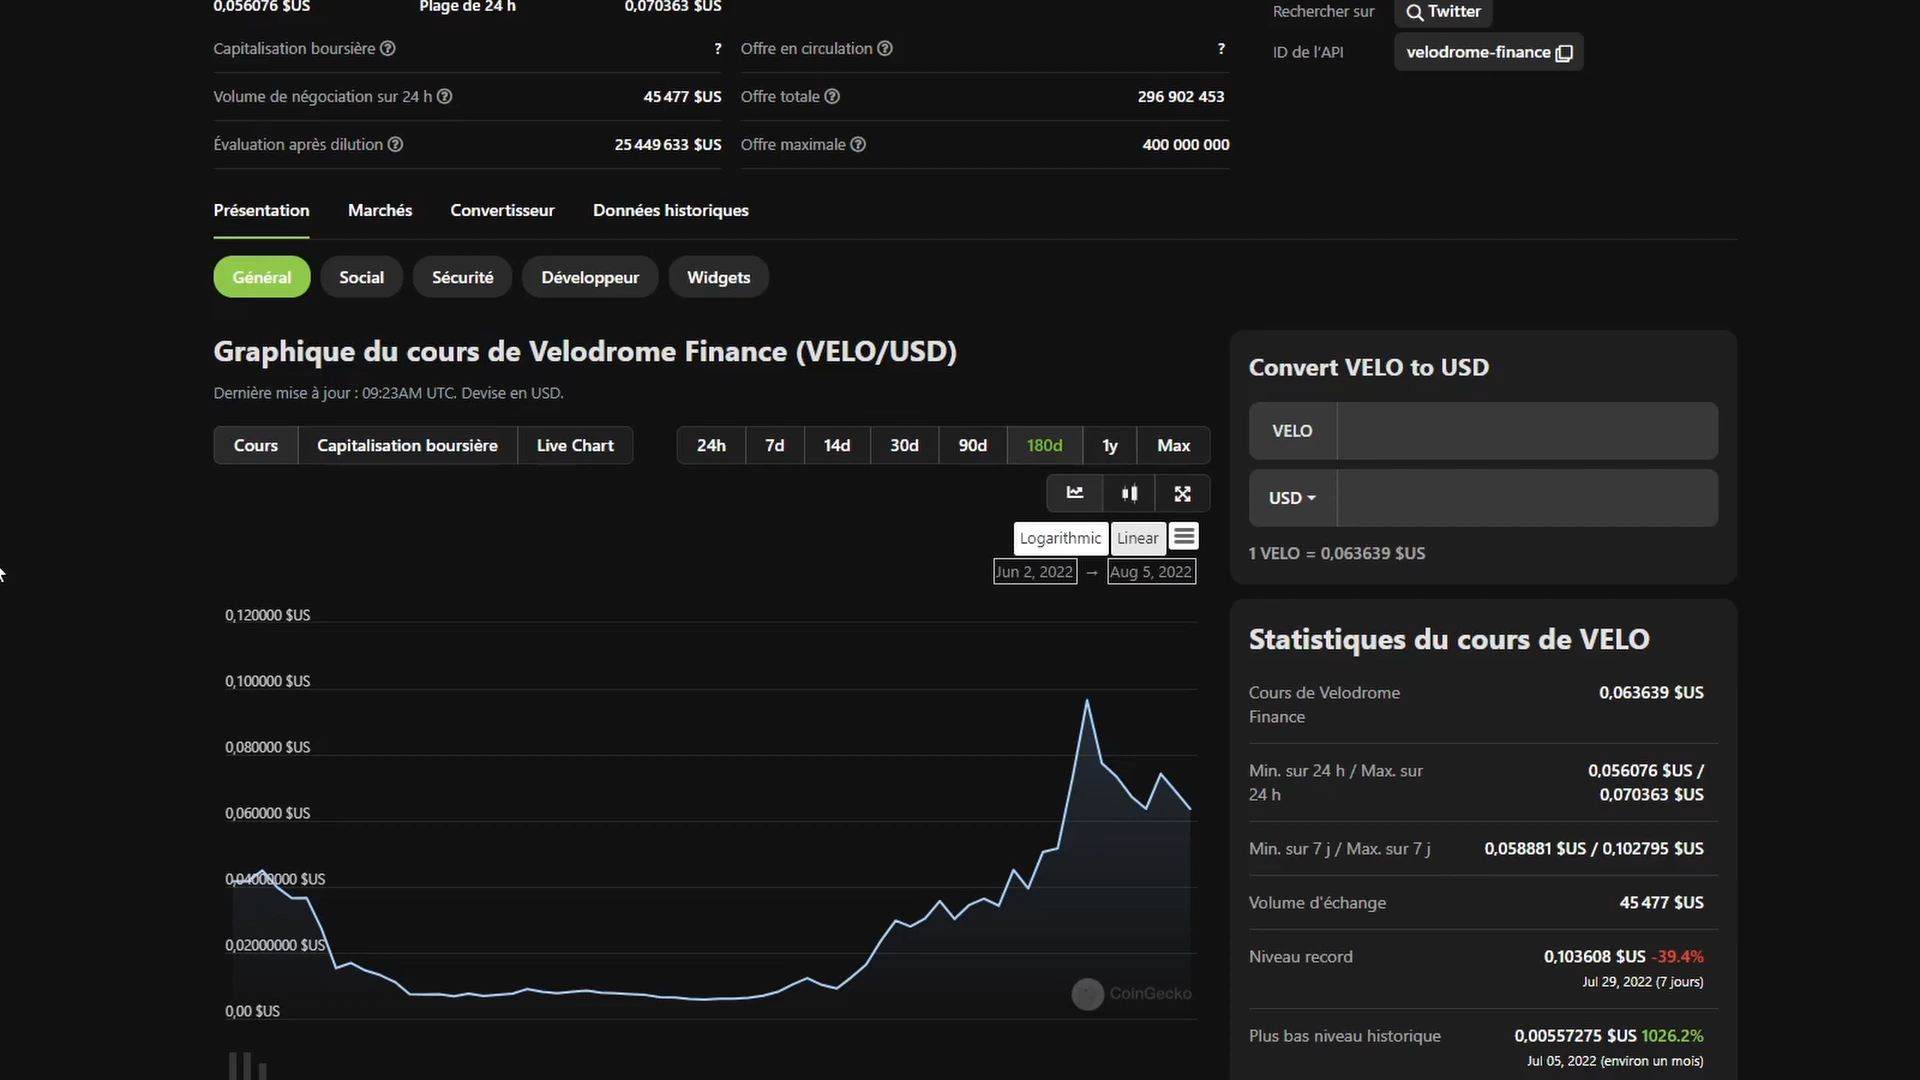 0,056076 $US Plage de 24 h 0,070363 $US
Rechercher sur Twitter
Capitalisation boursière ? Offre en circulation ?
ID de l'API velodrome-finance
Volume de négociation sur 24 h 45 477 $US Offre totale 296 902 453
Évaluation après dilution 25 449 633 $US Offre maximale 400 000 000
Présentation Marchés Convertisseur Données historiques
Général Social Sécurité Développeur Widgets
Graphique du cours de Velodrome Finance (VELO/USD)
Dernière mise à jour : 09:23AM UTC. Devise en USD.
Cours Capitalisation boursière Live Chart 24h 7d 14d 30d 90d 180d 1y Max
Logarithmic Linear
Jun 2, 2022 → Aug 5, 2022
0,120000 $US
0,100000 $US
0,080000 $US
0,060000 $US
0,04000000 $US
0,02000000 $US
0,00 $US
CoinGecko
Convert VELO to USD
VELO
USD
1 VELO = 0,063639 $US
Statistiques du cours de VELO
Cours de Velodrome 0,063639 $US
Finance
Min. sur 24 h / Max. sur 0,056076 $US /
24 h 0,070363 $US
Min. sur 7 j / Max. sur 7 j 0,058881 $US / 0,102795 $US
Volume d'échange 45 477 $US
Niveau record 0,103608 $US -39.4%
Jul 29, 2022 (7 jours)
Plus bas niveau historique 0,00557275 $US 1026.2%
Jul 05, 2022 (environ un mois)